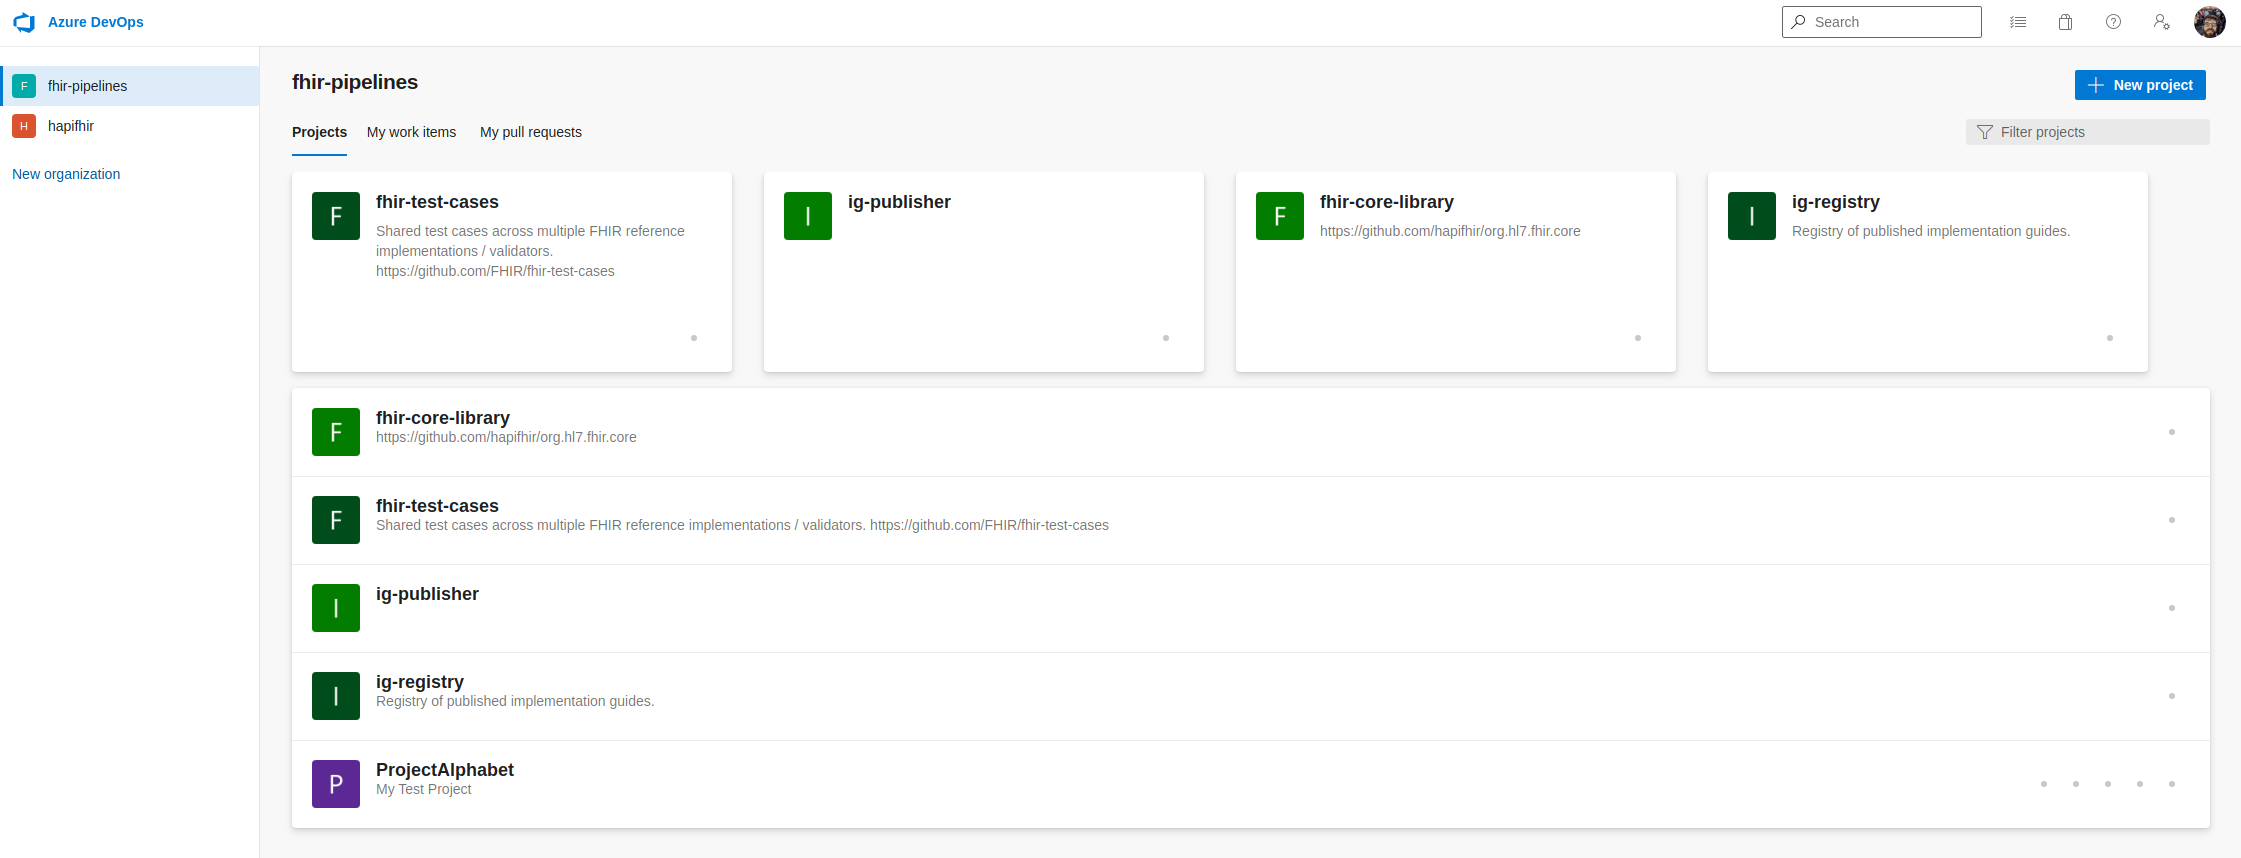 Azure DevOps
Search
F fhir-pipelines
H hapifhir
New organization
fhir-pipelines
New project
Projects My work items My pull requests
Filter projects
F
fhir-test-cases
Shared test cases across multiple FHIR reference
implementations / validators.
https://github.com/FHIR/fhir-test-cases
I
ig-publisher
F
fhir-core-library
https://github.com/hapifhir/org.hl7.fhir.core
I
ig-registry
Registry of published implementation guides.
F
fhir-core-library
https://github.com/hapifhir/org.hl7.fhir.core
F
fhir-test-cases
Shared test cases across multiple FHIR reference implementations / validators. https://github.com/FHIR/fhir-test-cases
I
ig-publisher
I
ig-registry
Registry of published implementation guides.
P
ProjectAlphabet
My Test Project